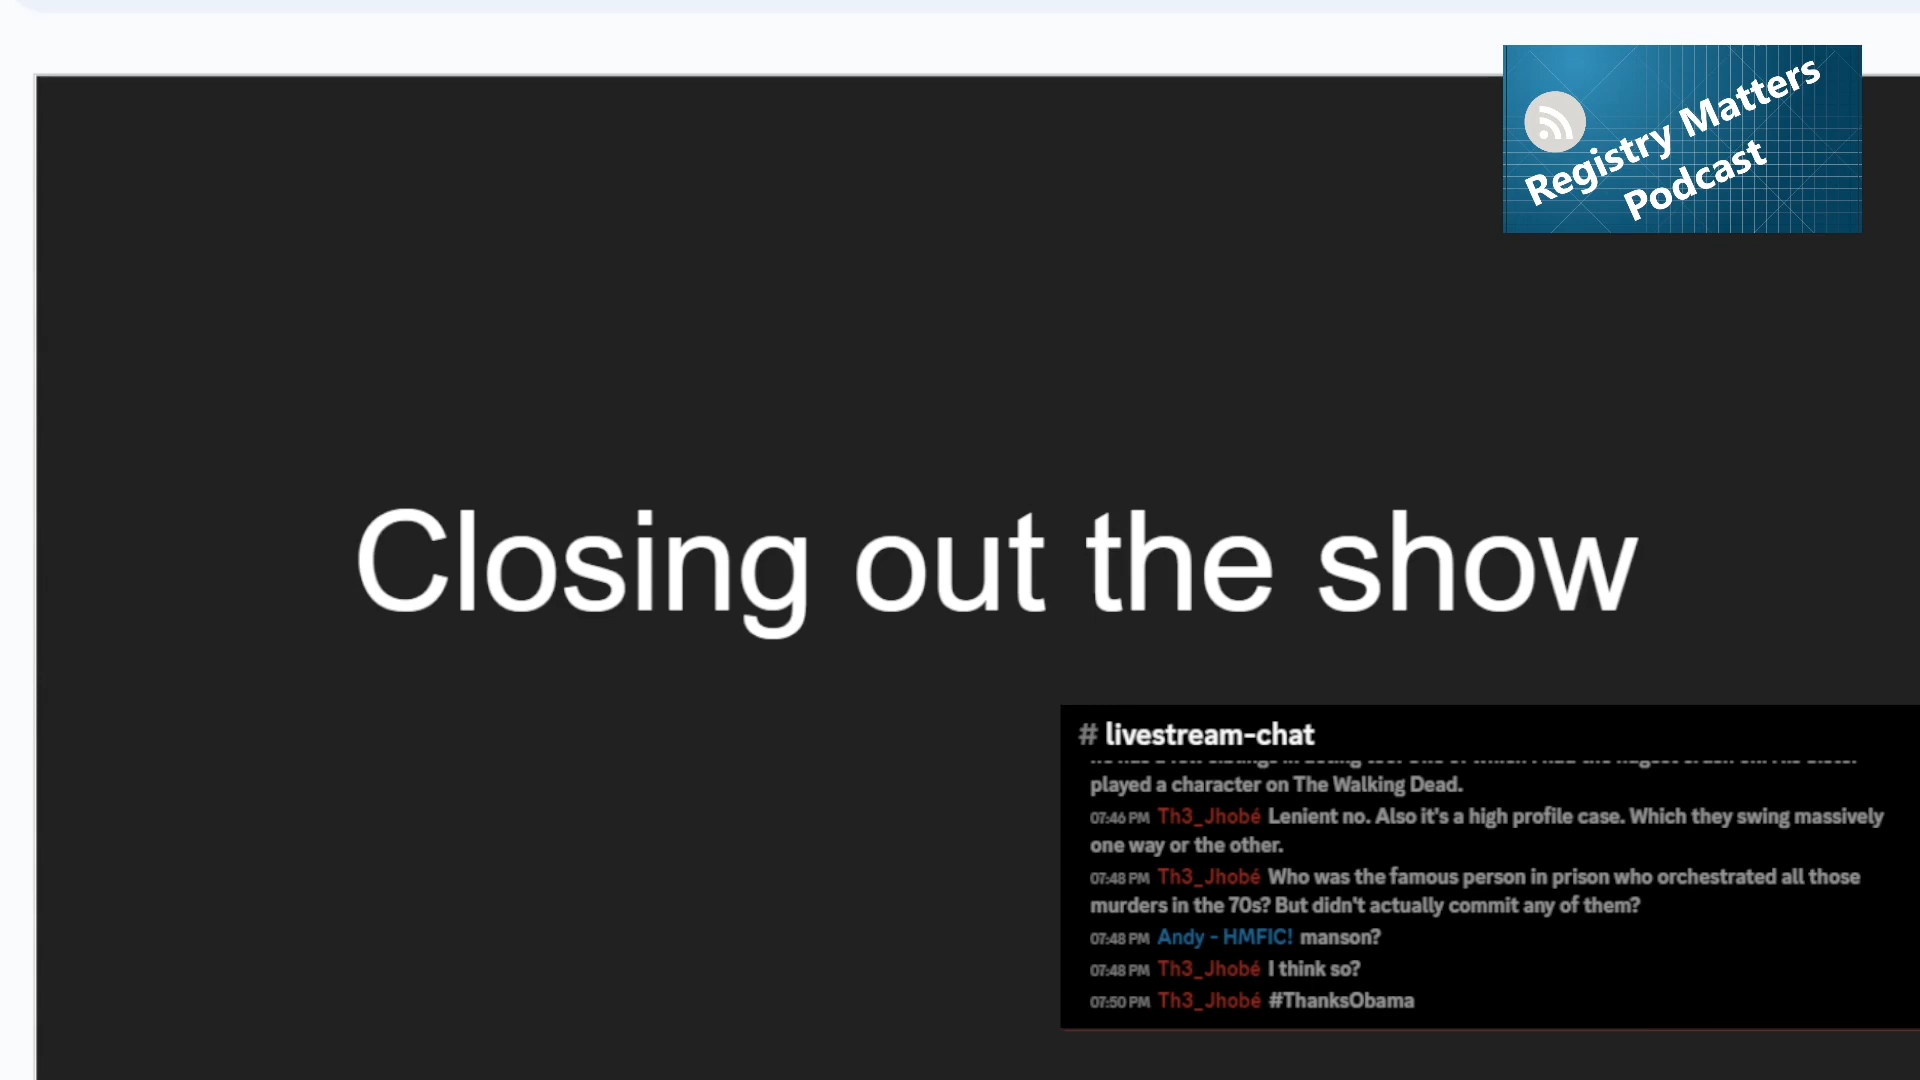 Registry Matters
Podcast
Closing out the show
# livestream-chat
played a character on The Walking Dead.
07:46 PM Th3_Jhobé Lenient no. Also it's a high profile case. Which they swing massively
one way or the other.
07:48 PM Th3_Jhobé Who was the famous person in prison who orchestrated all those
murders in the 70s? But didn't actually commit any of them?
07:48 PM Andy - HMFIC! manson?
07:48 PM Th3_Jhobé I think so?
07:50 PM Th3_Jhobé #ThanksObama